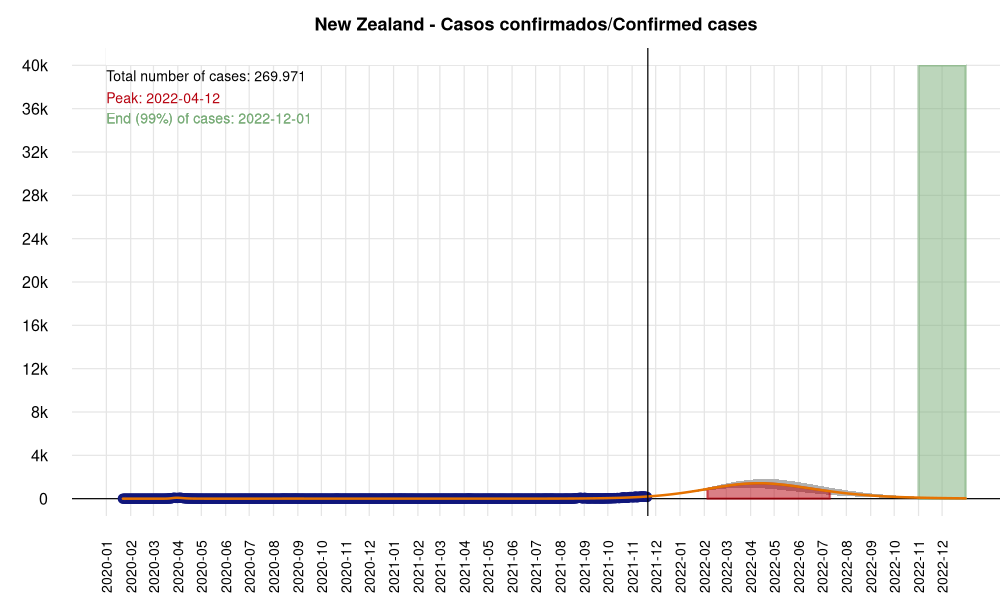 New Zealand - Casos confirmados/Confirmed cases
Total number of cases: 269.971
Peak: 2022-04-12
End (99%) of cases: 2022-12-01
40k
36k
32k
28k
24k
20k
16k
12k
8k
4k
0
2020-01
2020-02
2020-03
2020-04
2020-05
2020-06
2020-07
2020-08
2020-09
2020-10
2020-11
2020-12
2021-01
2021-02
2021-03
2021-04
2021-05
2021-06
2021-07
2021-08
2021-09
2021-10
2021-11
2021-12
2022-01
2022-02
2022-03
2022-04
2022-05
2022-06
2022-07
2022-08
2022-09
2022-10
2022-11
2022-12